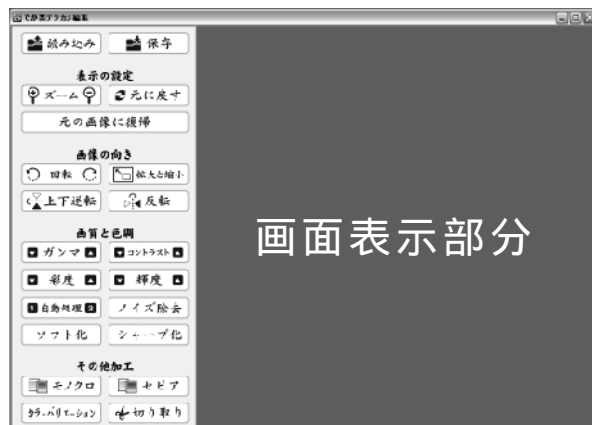 でか美デラカジ編集
読み込み 保存
表示の設定
ズーム 元に戻す
元の画像に復帰
画像の向き
回転 拡大と縮小
上下逆転 反転
画質と色調
ガンマ コントラスト
彩度 輝度
1 自動処理 2 ノイズ除去
ソフト化 シャープ化
その他加工
モノクロ セピア
カラーバリエーション 切り取り
画面表示部分